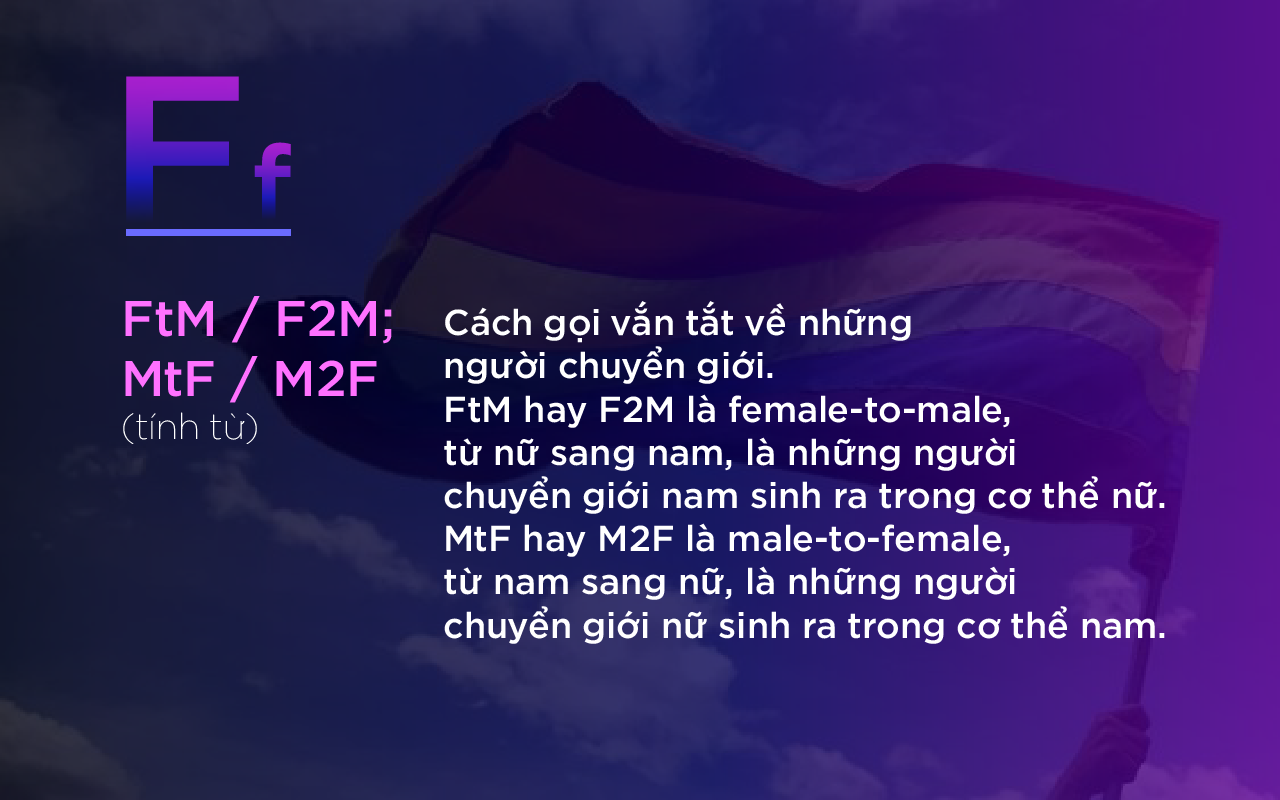 F f
FtM / F2M;
MtF / M2F
(tính từ)
Cách gọi vắn tắt về những
người chuyển giới.
FtM hay F2M là female-to-male,
từ nữ sang nam, là những người
chuyển giới nam sinh ra trong cơ thể nữ.
MtF hay M2F là male-to-female,
từ nam sang nữ, là những người
chuyển giới nữ sinh ra trong cơ thể nam.